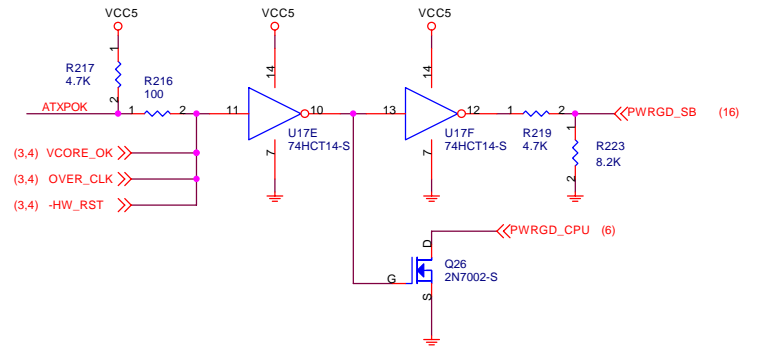 VCC5
VCC5
R217
4.7K
1
2
R216
100
ATXPOK
1
2
11
14
10
U17E
74HCT14-S
7
13
14
12
U17F
74HCT14-S
7
1
2
R219
4.7K
PWRGD_SB (16)
1
R223
8.2K
2
(3,4) VCORE_OK
(3,4) OVER_CLK
(3,4) -HW_RST
PWRGD_CPU (6)
D
Q26
2N7002-S
G
S